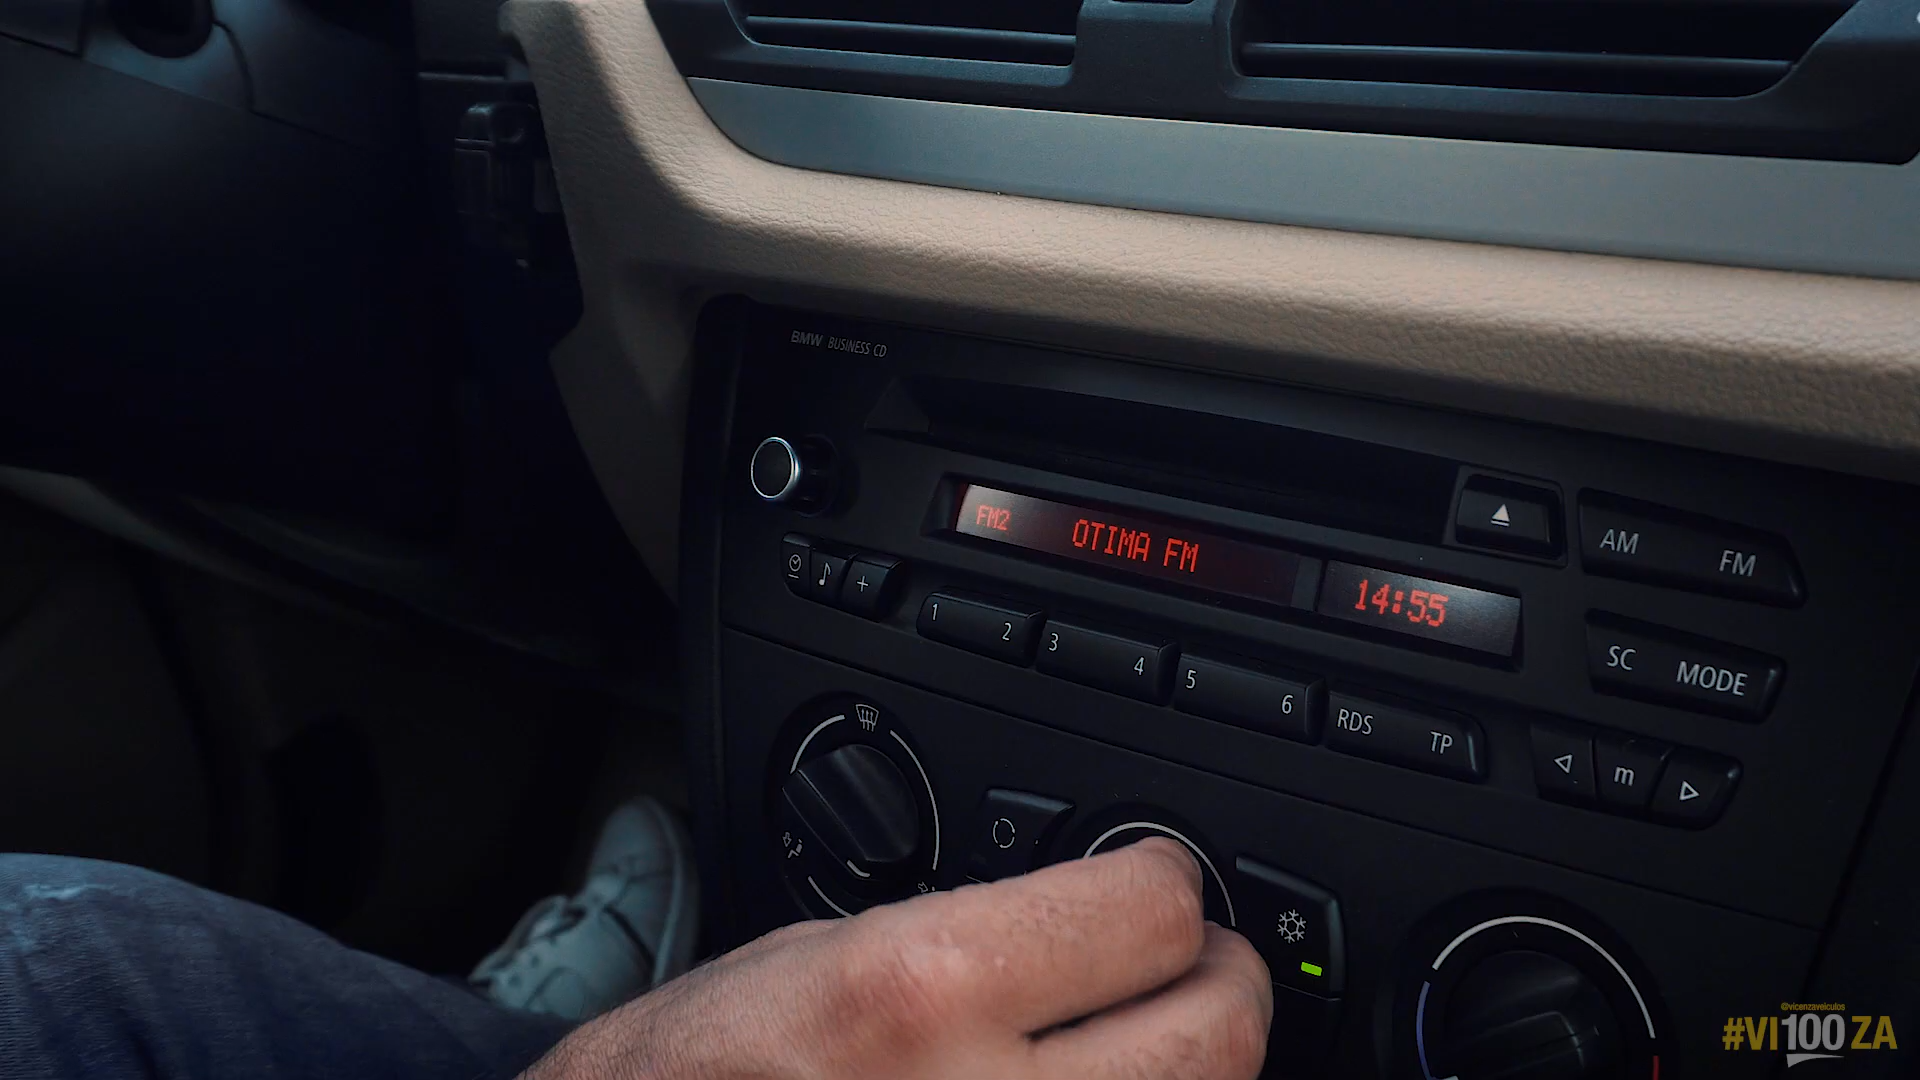 BMW BUSINESS CD
FM2 OTIMA FM 14:55
AM FM
1 2 3 4 5 6
RDS TP
SC MODE
m
@vicenzaveiculos
#VI100ZA